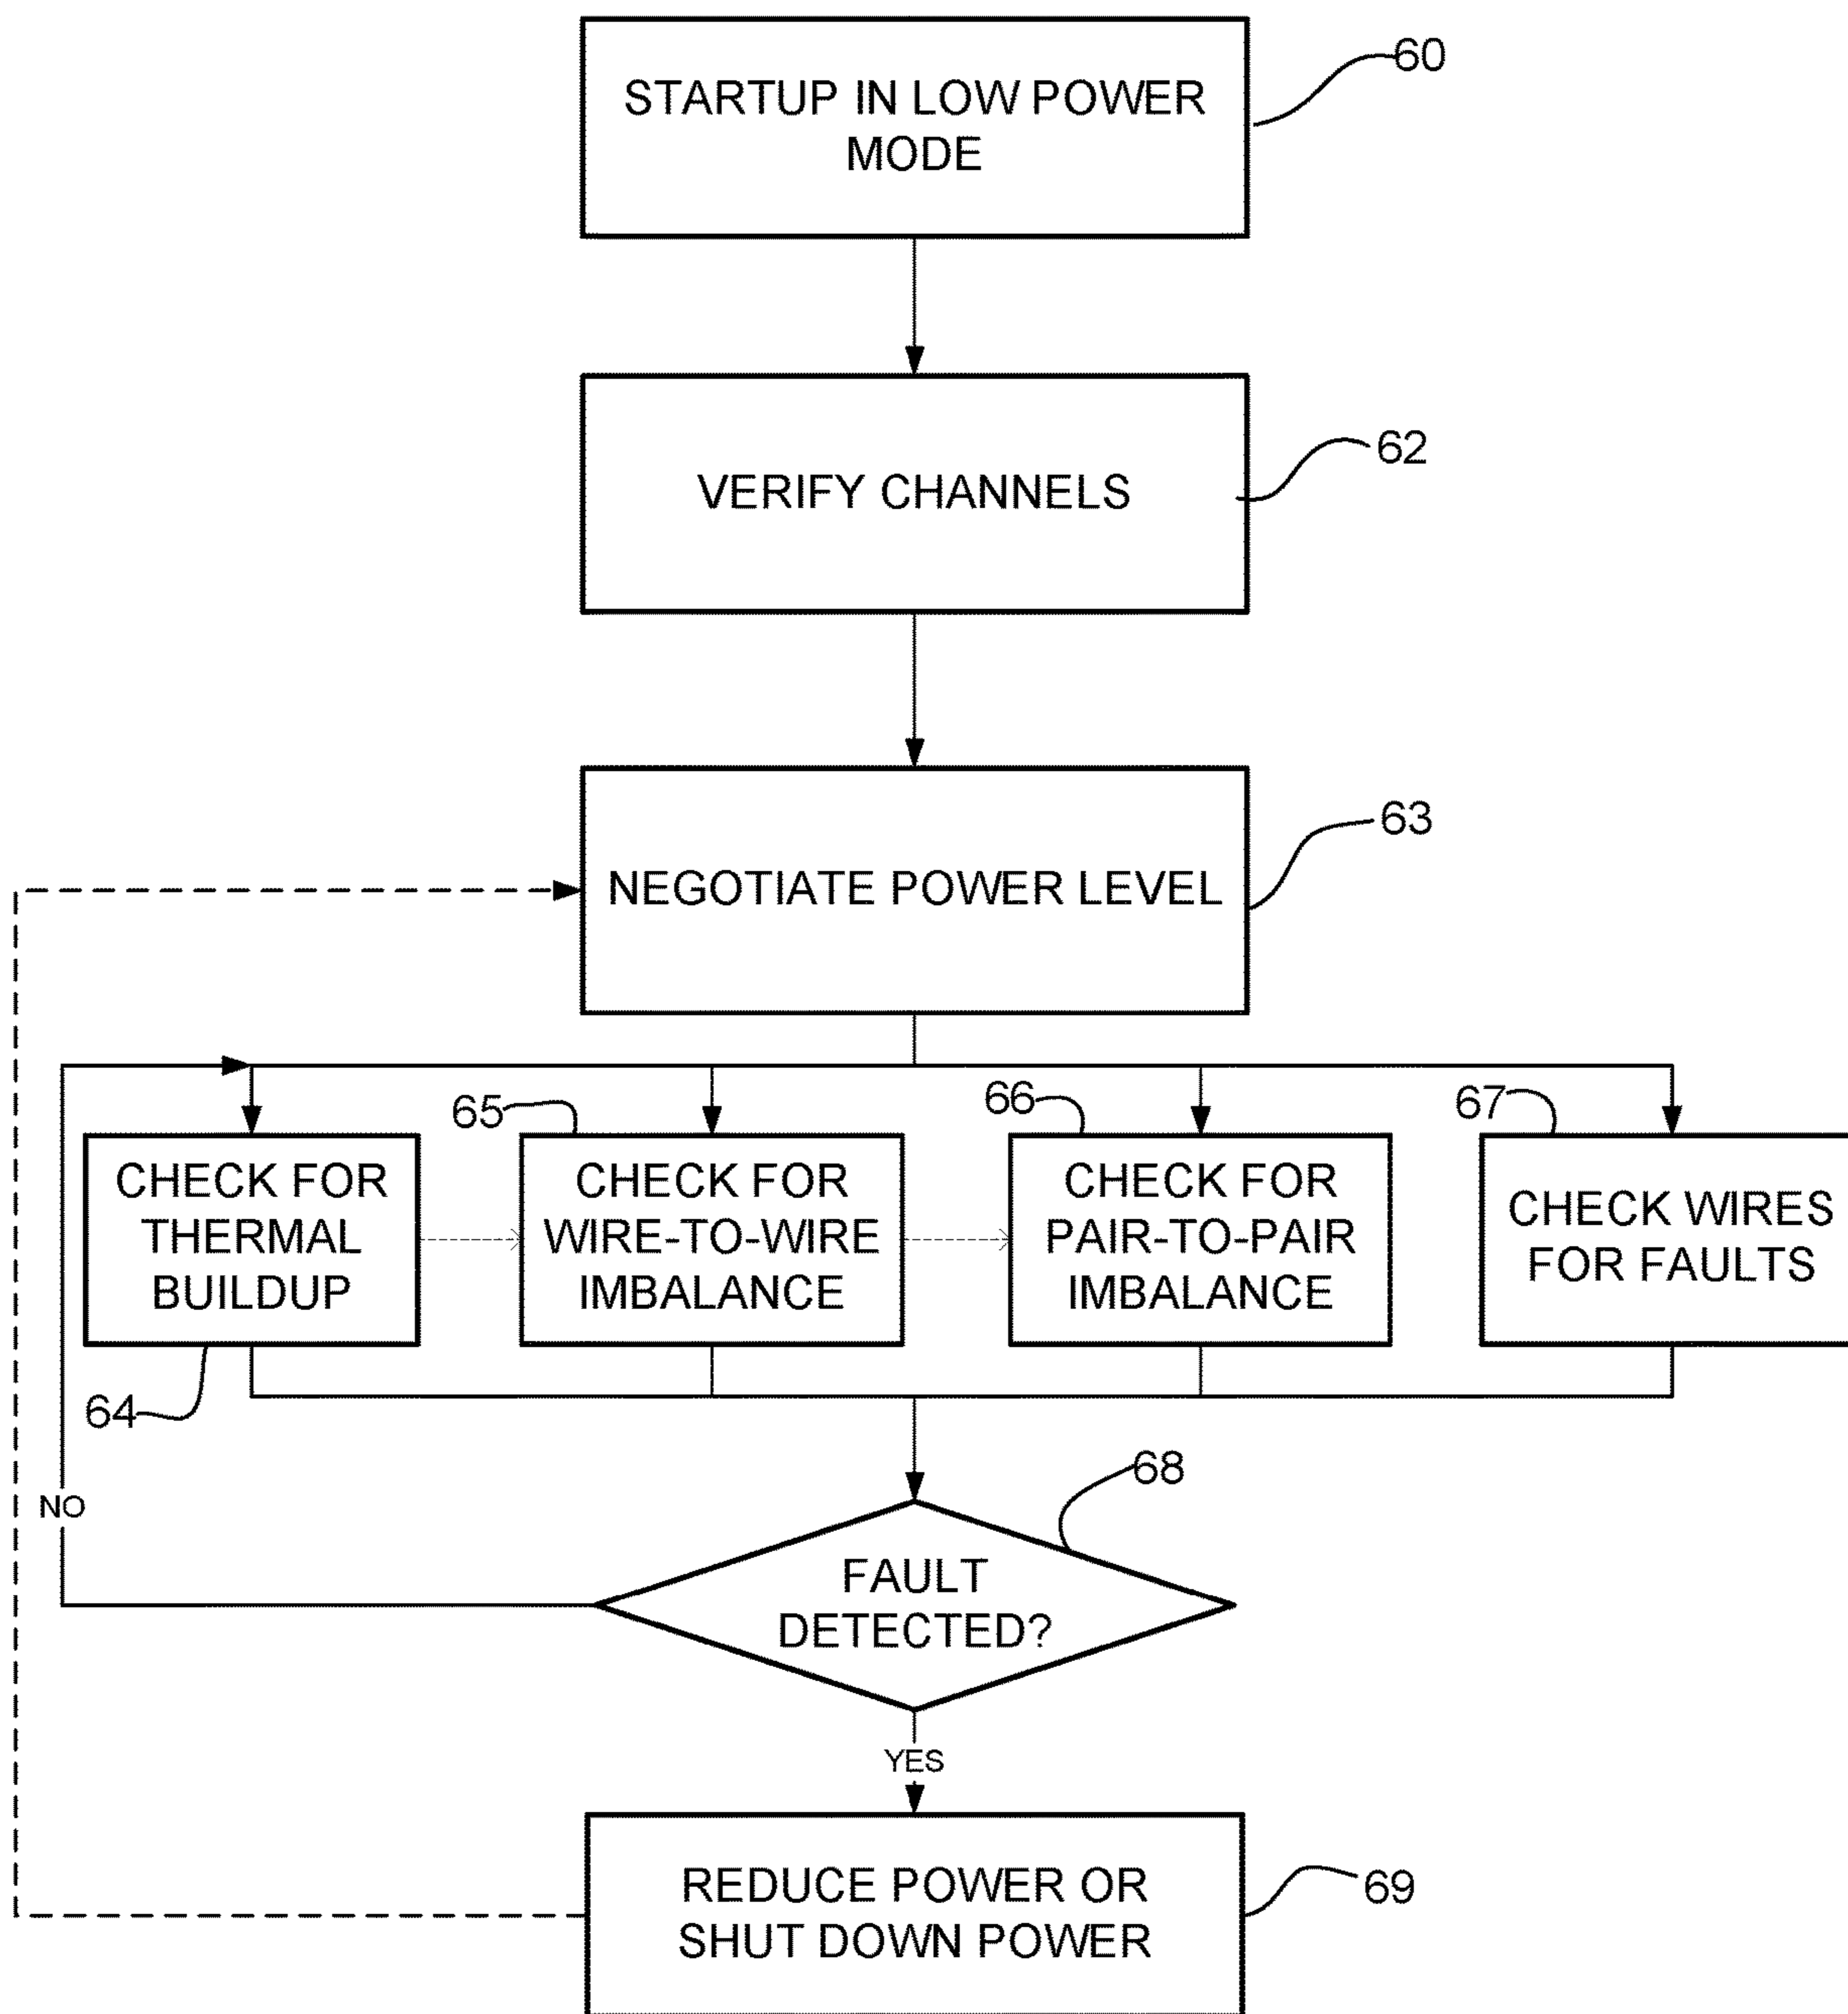 STARTUP IN LOW POWER
MODE
60
VERIFY CHANNELS
62
NEGOTIATE POWER LEVEL
63
CHECK FOR
THERMAL
BUILDUP
64
65
CHECK FOR
WIRE-TO-WIRE
IMBALANCE
66
CHECK FOR
PAIR-TO-PAIR
IMBALANCE
67
CHECK WIRES
FOR FAULTS
68
FAULT
DETECTED?
NO
YES
REDUCE POWER OR
SHUT DOWN POWER
69